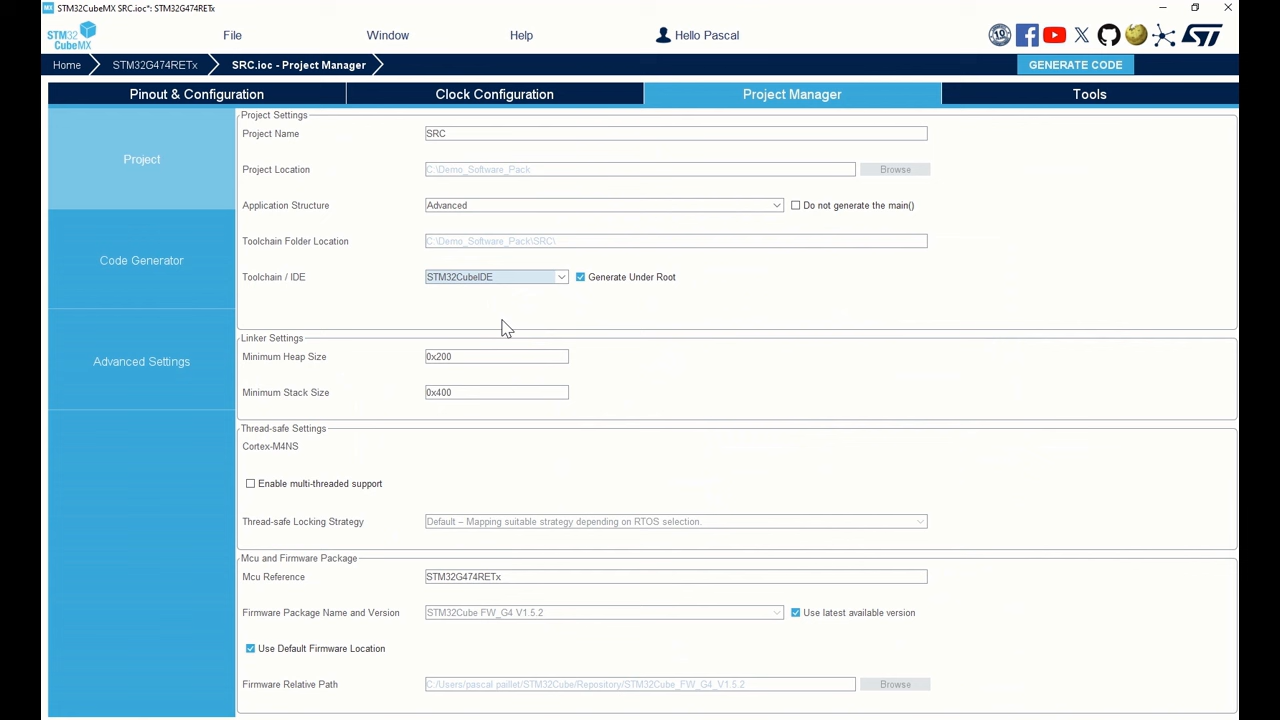 MX STM32CubeMX SRC.ioc*: STM32G474RETx
STM32 CubeMX
File Window Help Hello Pascal
10
ST
Home STM32G474RETx SRC.ioc - Project Manager GENERATE CODE
Pinout & Configuration Clock Configuration Project Manager Tools
Project
Code Generator
Advanced Settings
Project Settings
Project Name SRC
Project Location C:\Demo_Software_Pack Browse
Application Structure Advanced Do not generate the main()
Toolchain Folder Location C:\Demo_Software_Pack\SRC\
Toolchain / IDE STM32CubeIDE Generate Under Root
Linker Settings
Minimum Heap Size 0x200
Minimum Stack Size 0x400
Thread-safe Settings
Cortex-M4NS
Enable multi-threaded support
Thread-safe Locking Strategy Default – Mapping suitable strategy depending on RTOS selection.
Mcu and Firmware Package
Mcu Reference STM32G474RETx
Firmware Package Name and Version STM32Cube FW_G4 V1.5.2 Use latest available version
Use Default Firmware Location
Firmware Relative Path C:/Users/pascal paillet/STM32Cube/Repository/STM32Cube_FW_G4_V1.5.2 Browse